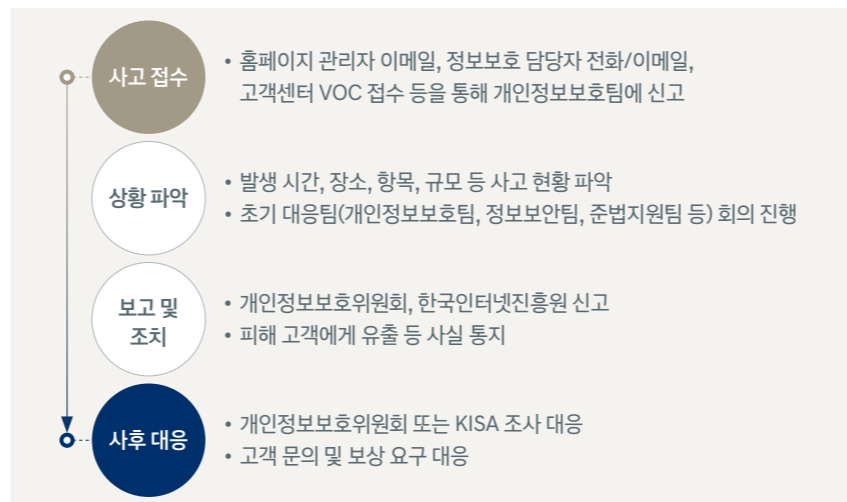 사고 접수
• 홈페이지 관리자 이메일, 정보보호 담당자 전화/이메일,
고객센터 VOC 접수 등을 통해 개인정보보호팀에 신고
상황 파악
• 발생 시간, 장소, 항목, 규모 등 사고 현황 파악
• 초기 대응팀(개인정보보호팀, 정보보안팀, 준법지원팀 등) 회의 진행
보고 및
조치
• 개인정보보호위원회, 한국인터넷진흥원 신고
• 피해 고객에게 유출 등 사실 통지
사후 대응
• 개인정보보호위원회 또는 KISA 조사 대응
• 고객 문의 및 보상 요구 대응